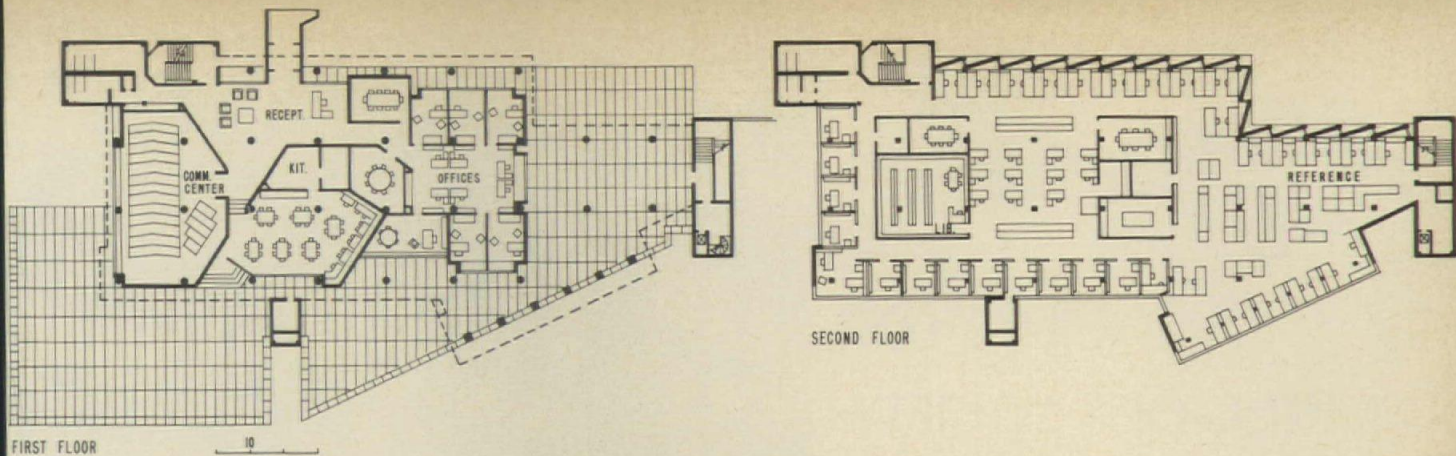 RECEPT.
COMM.
CENTER
KIT.
OFFICES
FIRST FLOOR
10
LIB.
REFERENCE
SECOND FLOOR